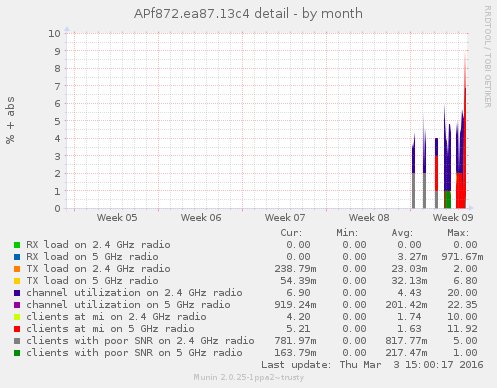 APf872.ea87.13c4 detail - by month
RRDTOOL / TOBI OETIKER
% + abs
10
9
8
7
6
5
4
3
2
1
0
Week 05 Week 06 Week 07 Week 08 Week 09
Cur: Min: Avg: Max:
RX load on 2.4 GHz radio 0.00 0.00 0.00 0.00
RX load on 5 GHz radio 0.00 0.00 3.27m 971.67m
TX load on 2.4 GHz radio 238.79m 0.00 23.03m 2.00
TX load on 5 GHz radio 54.39m 0.00 32.13m 6.80
channel utilization on 2.4 GHz radio 6.90 0.00 4.43 20.00
channel utilization on 5 GHz radio 919.24m 0.00 201.42m 22.35
clients at mi on 2.4 GHz radio 4.20 0.00 1.74 10.00
clients at mi on 5 GHz radio 5.21 0.00 1.63 11.92
clients with poor SNR on 2.4 GHz radio 781.97m 0.00 817.77m 5.00
clients with poor SNR on 5 GHz radio 163.79m 0.00 217.47m 1.00
Last update: Thu Mar 3 15:00:17 2016
Munin 2.0.25-1ppa2~trusty